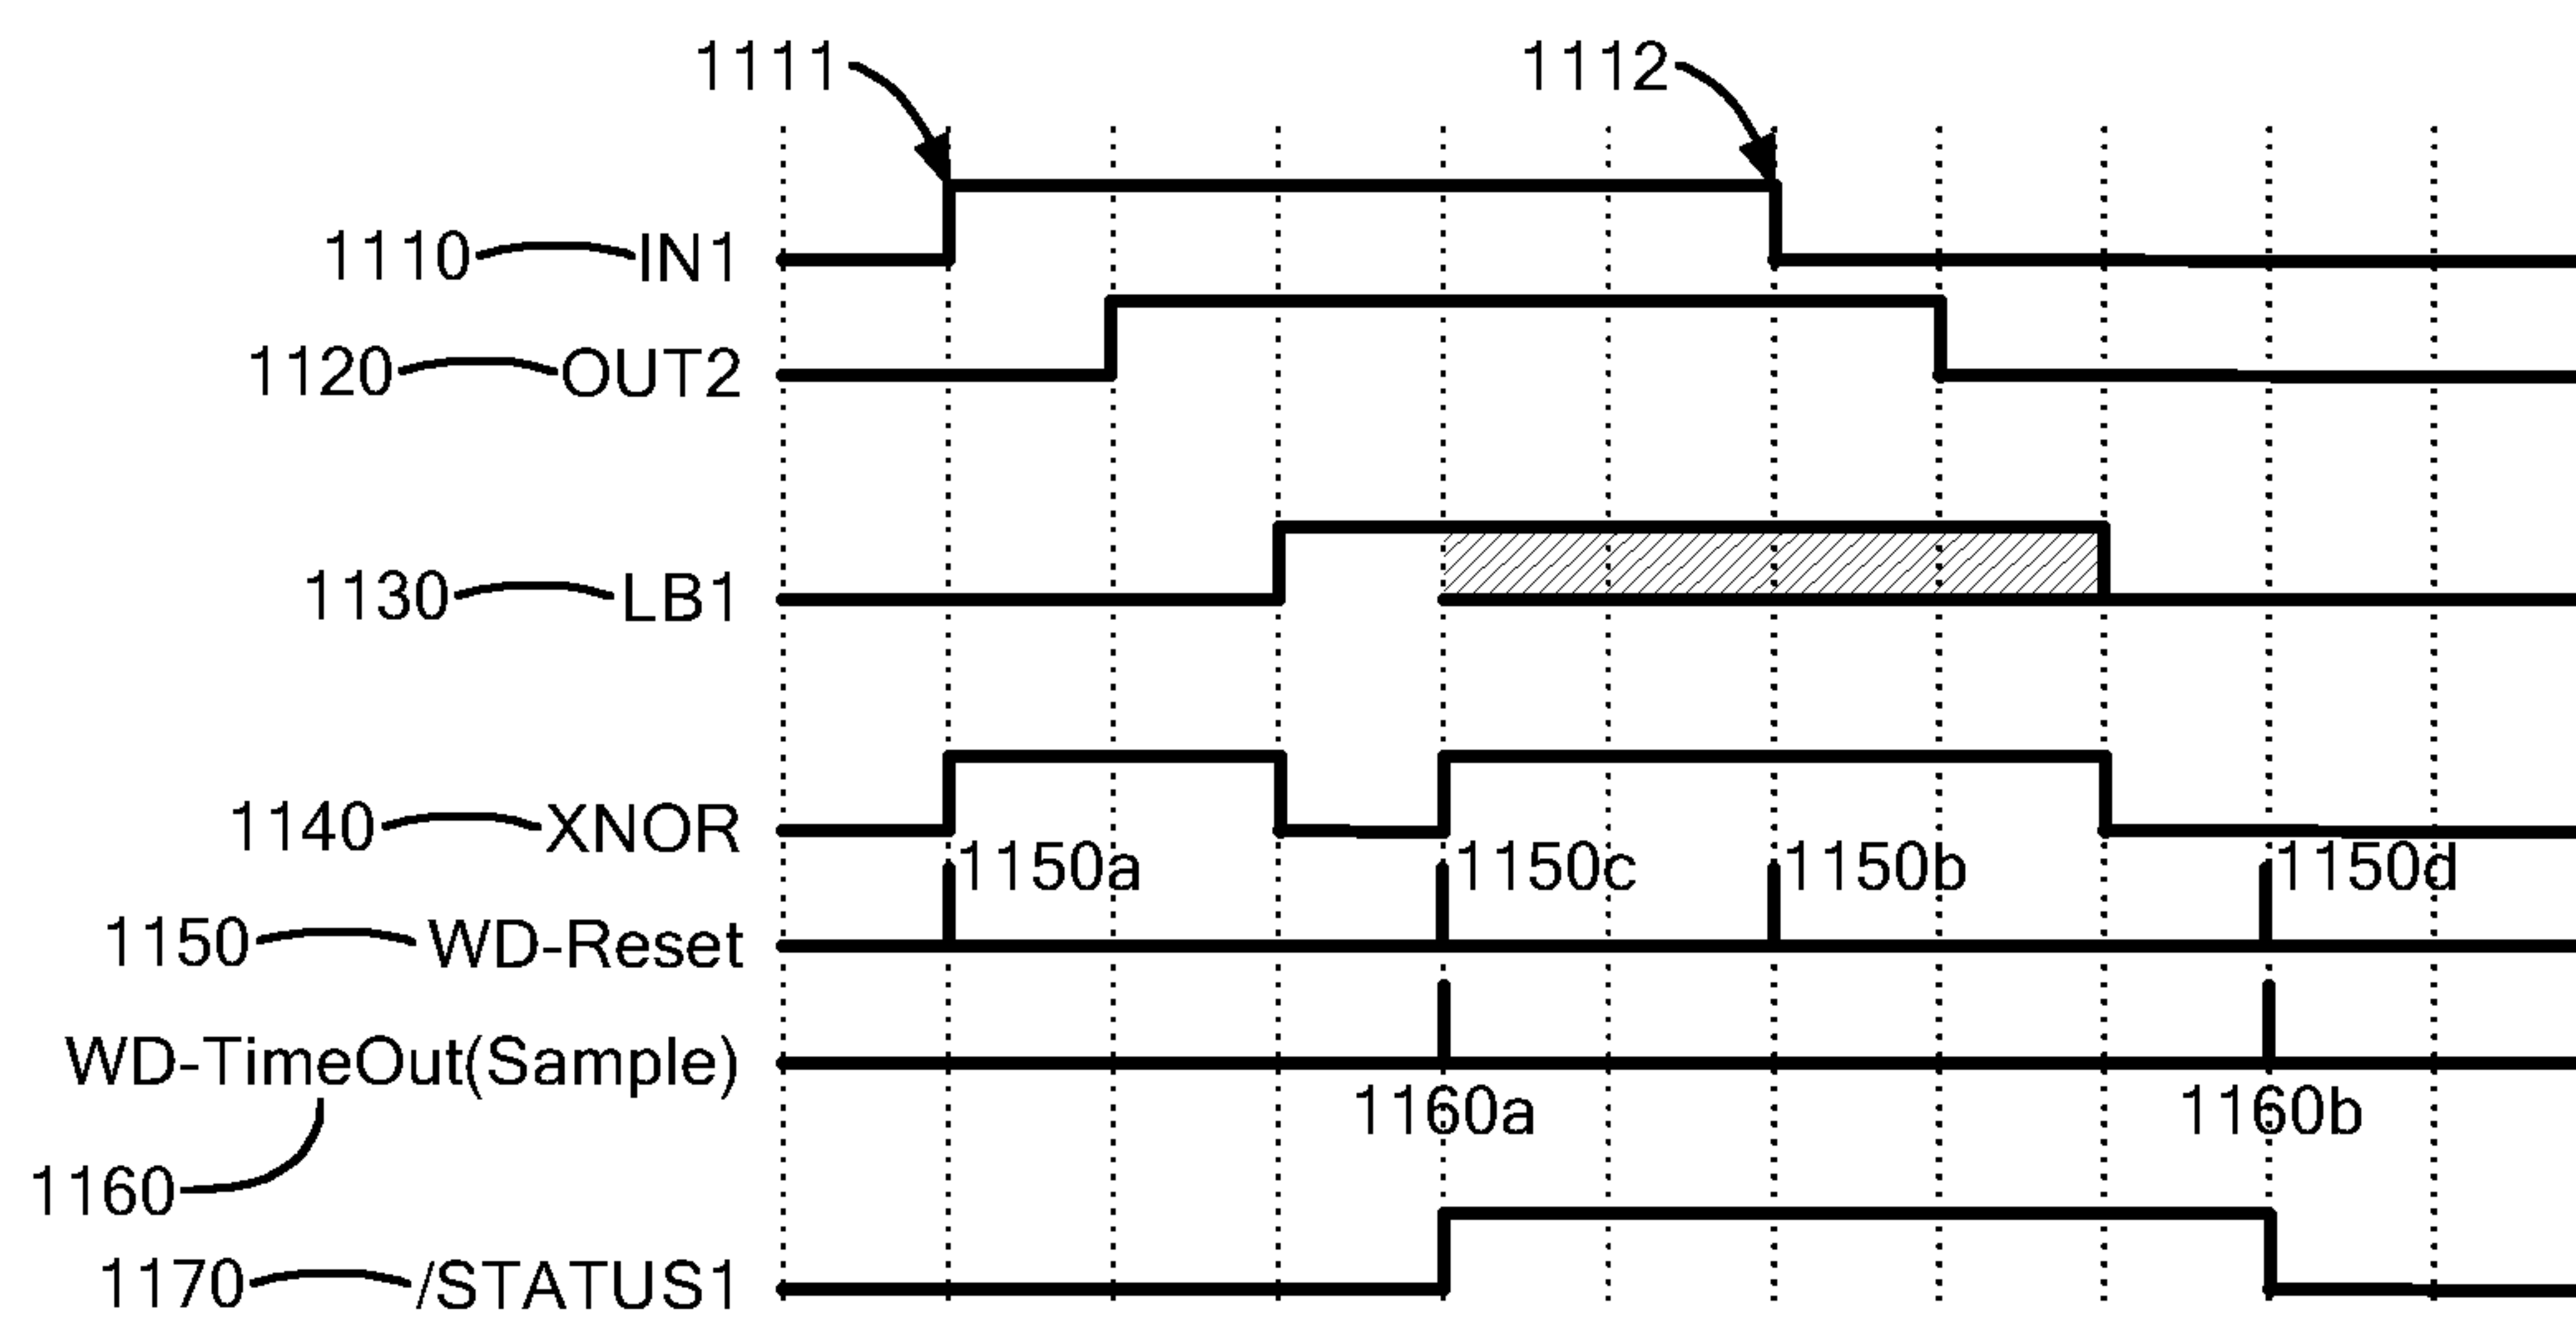 1111 1112
1110 IN1
1120 OUT2
1130 LB1
1140 XNOR
1150a 1150c 1150b 1150d
1150 WD-Reset
WD-TimeOut(Sample)
1160a 1160b
1160
1170 /STATUS1